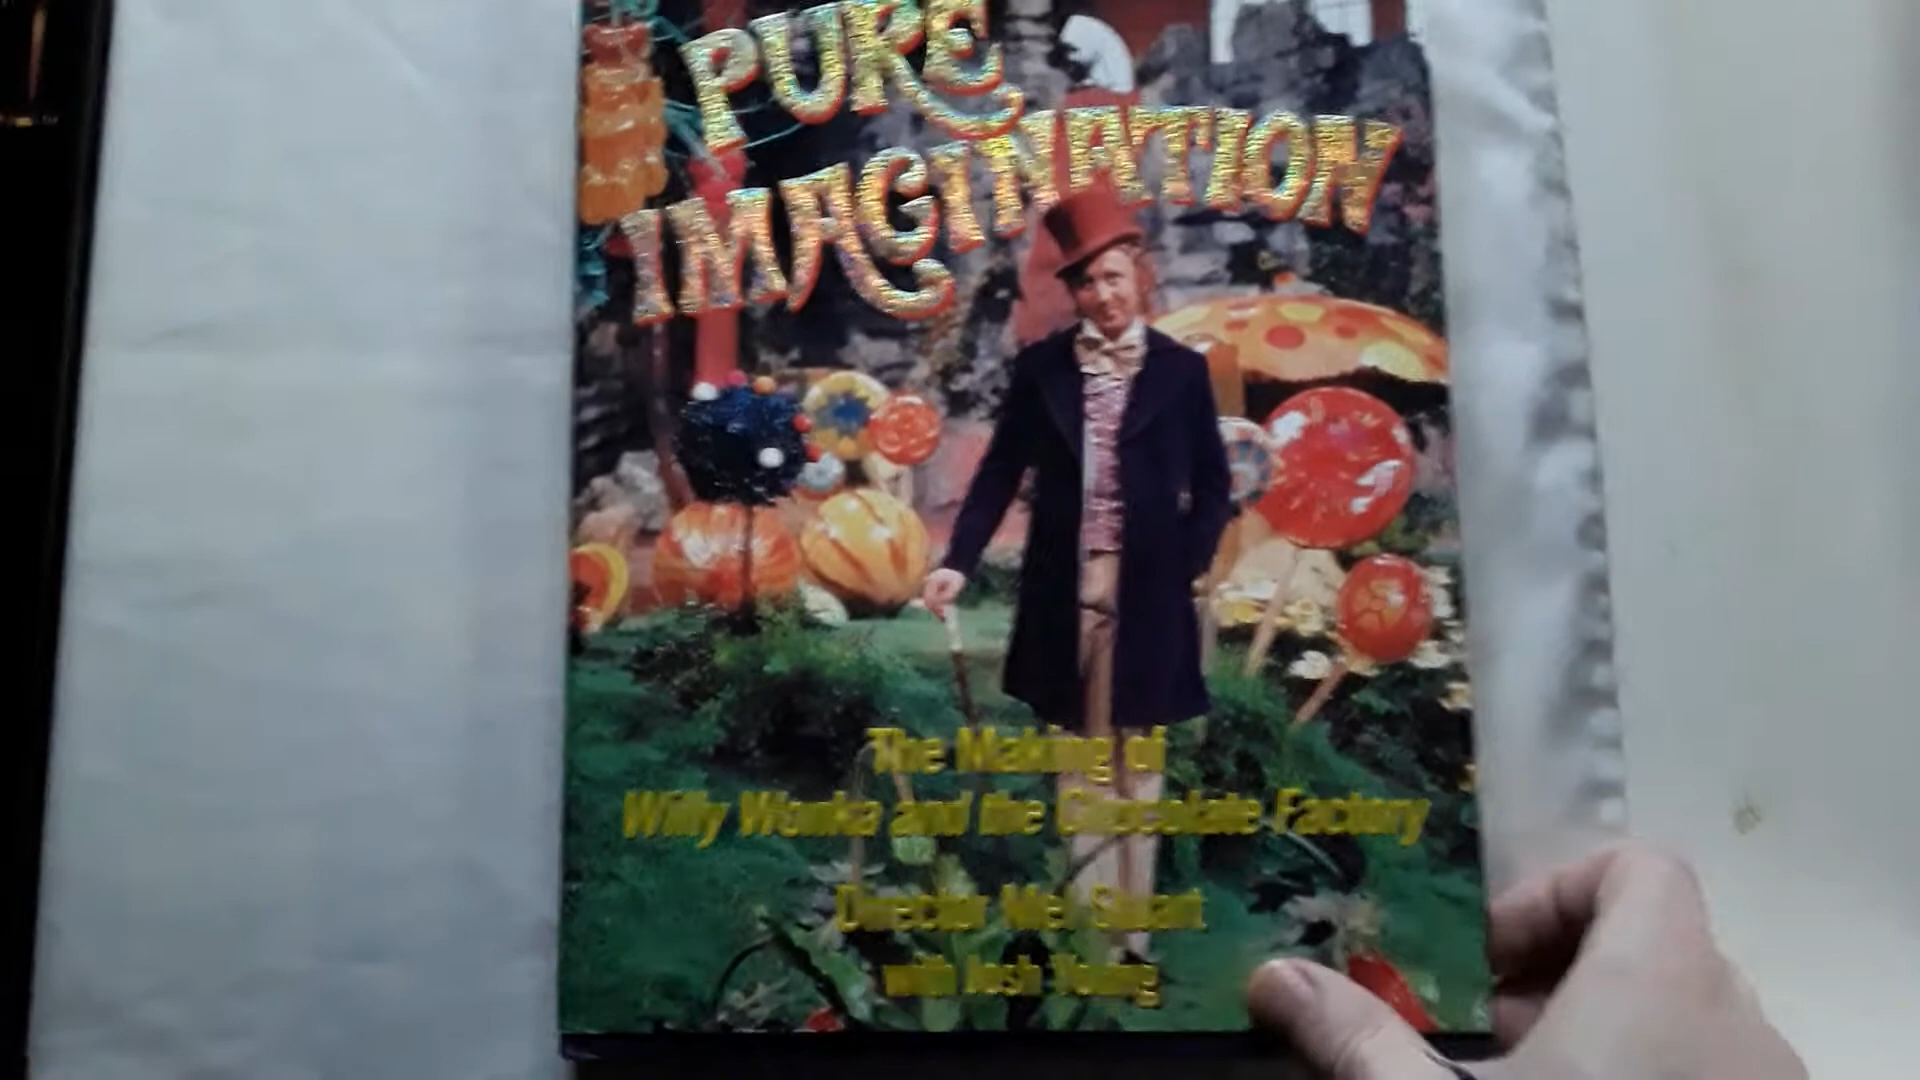 PURE
IMAGINATION
The Making of
Willy Wonka and the Chocolate Factory
Director Mel Stuart
with Josh Young